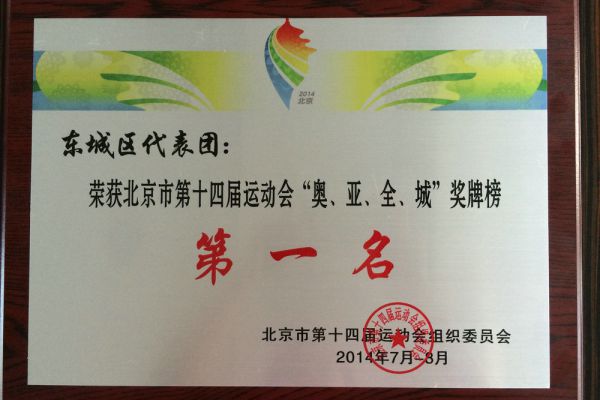 2014
北京
东城区代表团：
荣获北京市第十四届运动会“奥、亚、全、城”奖牌榜
第一名
北京市第十四届运动会组织委员会
2014年7月-8月